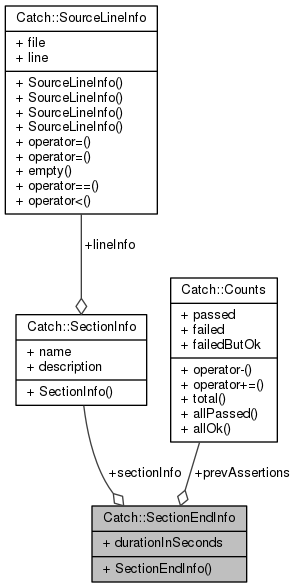 Catch::SourceLineInfo
+ file
+ line
+ SourceLineInfo()
+ SourceLineInfo()
+ SourceLineInfo()
+ SourceLineInfo()
+ operator=()
+ operator=()
+ empty()
+ operator==()
+ operator<()
+lineInfo
Catch::SectionInfo
+ name
+ description
+ SectionInfo()
Catch::Counts
+ passed
+ failed
+ failedButOk
+ operator-()
+ operator+=()
+ total()
+ allPassed()
+ allOk()
+sectionInfo
+prevAssertions
Catch::SectionEndInfo
+ durationInSeconds
+ SectionEndInfo()